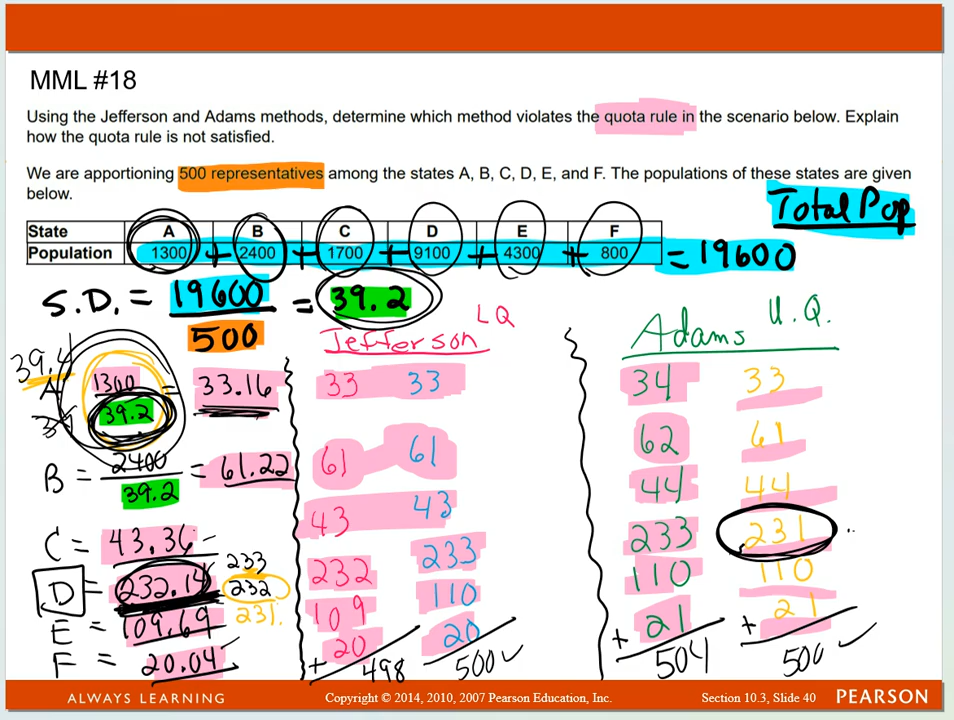 MML #18
Using the Jefferson and Adams methods, determine which method violates the quota rule in the scenario below. Explain
how the quota rule is not satisfied.
We are apportioning 500 representatives among the states A, B, C, D, E, and F. The populations of these states are given
below.
Total Pop
State A B C D E F
Population 1300 + 2400 + 1700 + 9100 + 4300 + 800 = 19600
S.D. = 19600 / 500 = 39.2
Jefferson LQ
Adams U.Q.
39.4
A 1300 / 39.2 = 33.16
33 33
34 33
B = 2400 / 39.2 = 61.22
61 61
62 61
C = 43.36
43 43
44 44
D = 232.14
233
232
231.
232 233
233 231
E = 109.69
109 110
110 110
F = 20.04
20 20
+ 21 + 21
+ 498 500 ✓
504 500 ✓
ALWAYS LEARNING
Copyright © 2014, 2010, 2007 Pearson Education, Inc.
Section 10.3, Slide 40
PEARSON